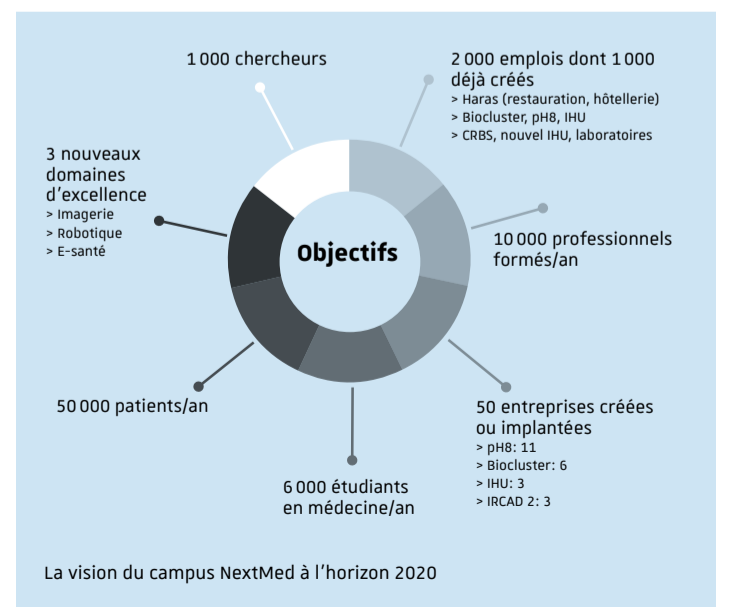 1 000 chercheurs
2 000 emplois dont 1 000
déjà créés
> Haras (restauration, hôtellerie)
> Biocluster, pH8, IHU
> CRBS, nouvel IHU, laboratoires
3 nouveaux
domaines
d’excellence
> Imagerie
> Robotique
> E-santé
Objectifs
10 000 professionnels
formés/an
50 000 patients/an
50 entreprises créées
ou implantées
> pH8: 11
> Biocluster: 6
> IHU: 3
> IRCAD 2: 3
6 000 étudiants
en médecine/an
La vision du campus NextMed à l’horizon 2020